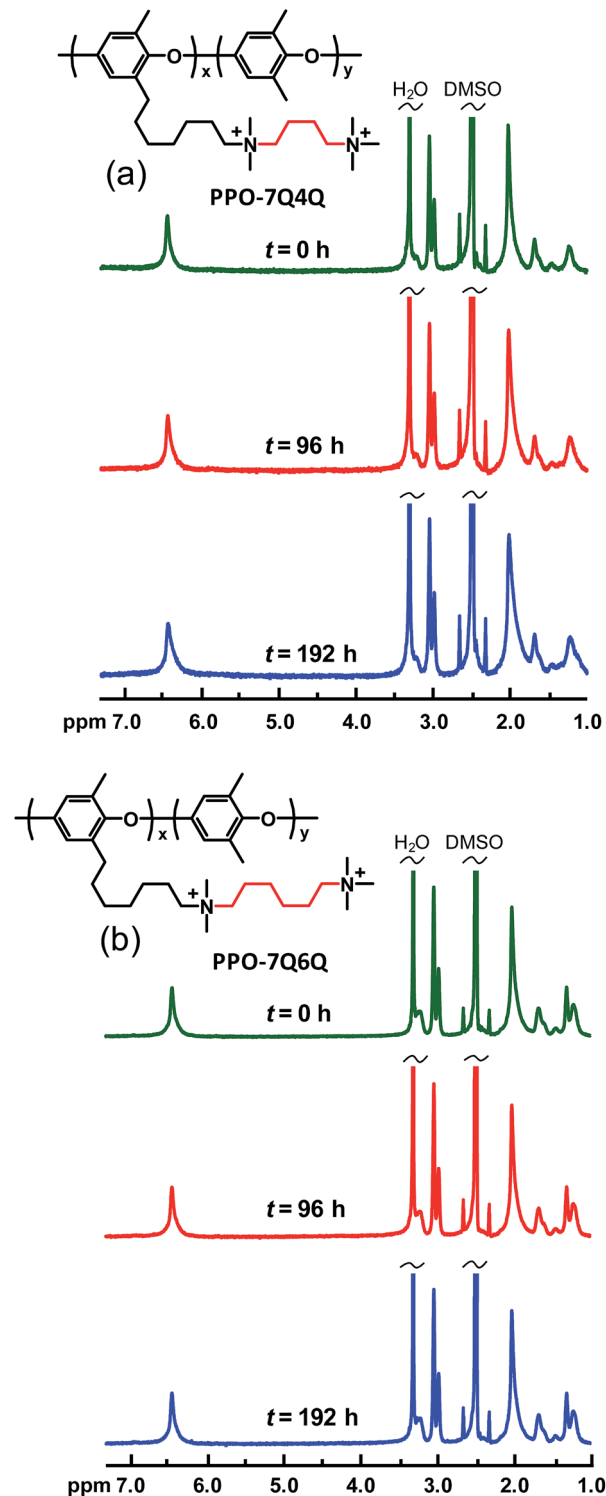 O
x
O
y
H₂O
DMSO
+
N
+
N
(a)
PPO-7Q4Q
t = 0 h
t = 96 h
t = 192 h
ppm 7.0 6.0 5.0 4.0 3.0 2.0 1.0
O
x
O
y
H₂O
DMSO
+
N
+
N
(b)
PPO-7Q6Q
t = 0 h
t = 96 h
t = 192 h
ppm 7.0 6.0 5.0 4.0 3.0 2.0 1.0